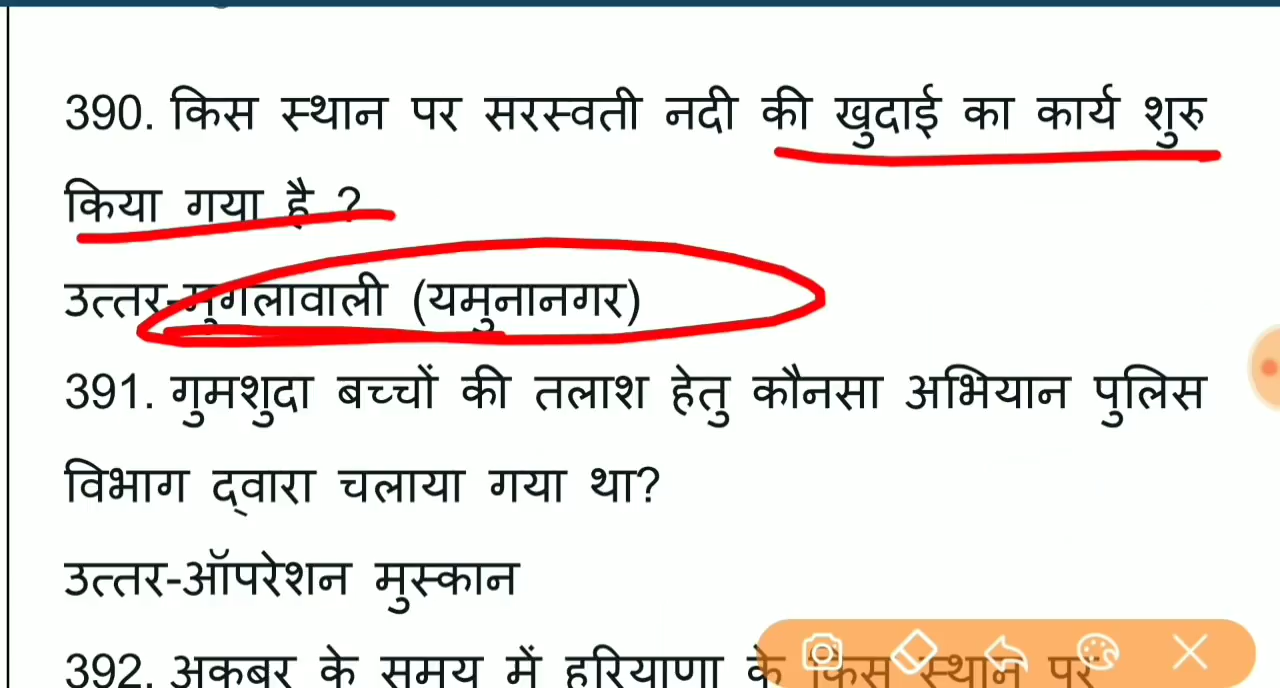 390. किस स्थान पर सरस्वती नदी की खुदाई का कार्य शुरु
किया गया है ?
उत्तर-मुगलावाली (यमुनानगर)
391. गुमशुदा बच्चों की तलाश हेतु कौनसा अभियान पुलिस
विभाग द्वारा चलाया गया था?
उत्तर-ऑपरेशन मुस्कान
392. अकबर के समय में हरियाणा के किस स्थान पर